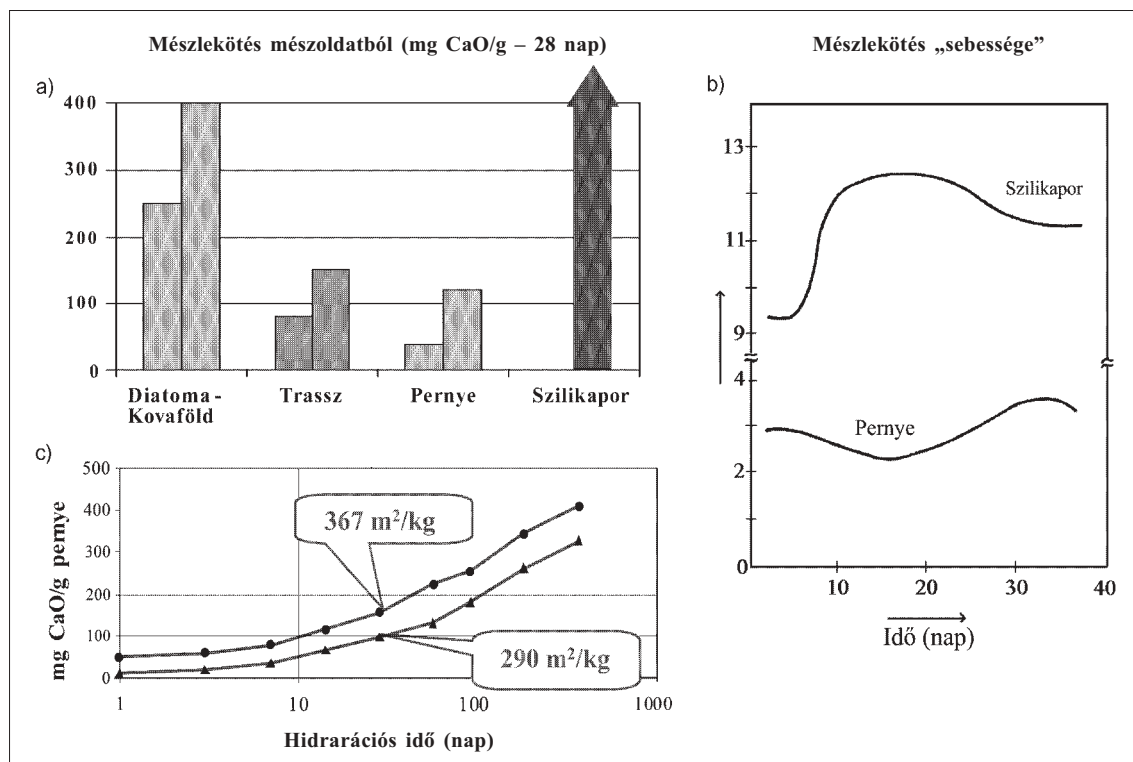 Mészlekötés mészoldatból (mg CaO/g – 28 nap)
a)
400
300
200
100
0
Diatoma-
Kovaföld
Trassz
Pernye
Szilikapor
Mészlekötés „sebessége”
b)
13
11
9
4
2
0
Szilikapor
Pernye
10
20
30
40
Idő (nap)
c)
mg CaO/g pernye
500
400
300
200
100
0
367 m²/kg
290 m²/kg
1
10
100
1000
Hidrarációs idő (nap)